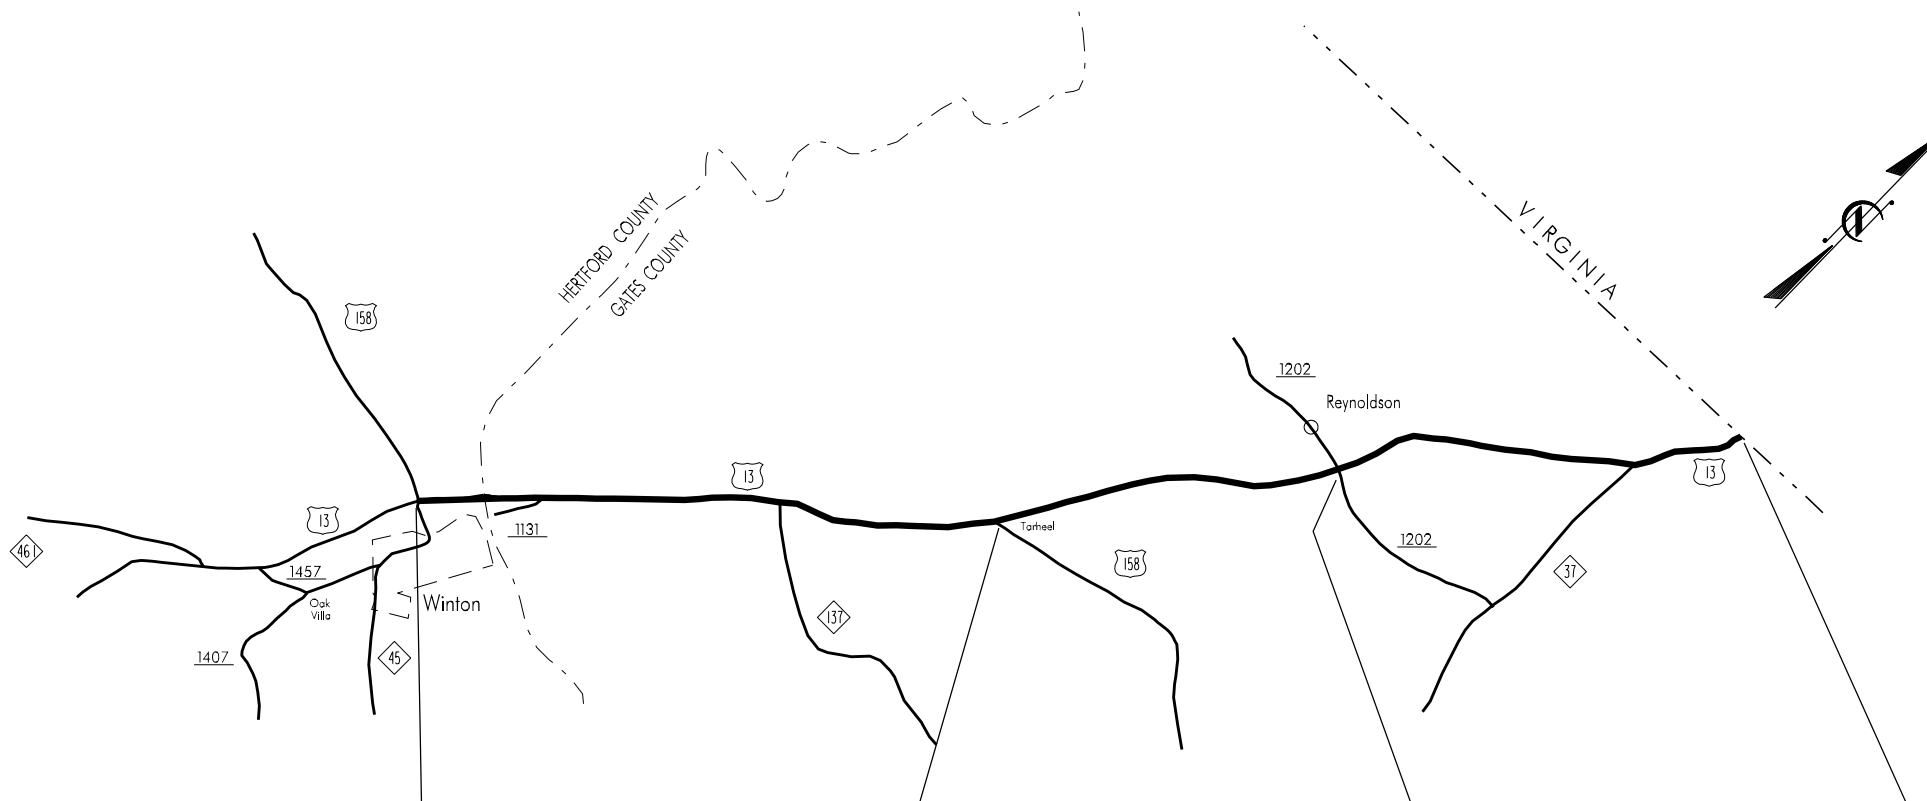 HERTFORD COUNTY
GATES COUNTY
VIRGINIA
158
1202
Reynoldson
13
13
13
461
1131
Tarheel
1202
158
37
1457
Oak
Villa
Winton
137
1407
45